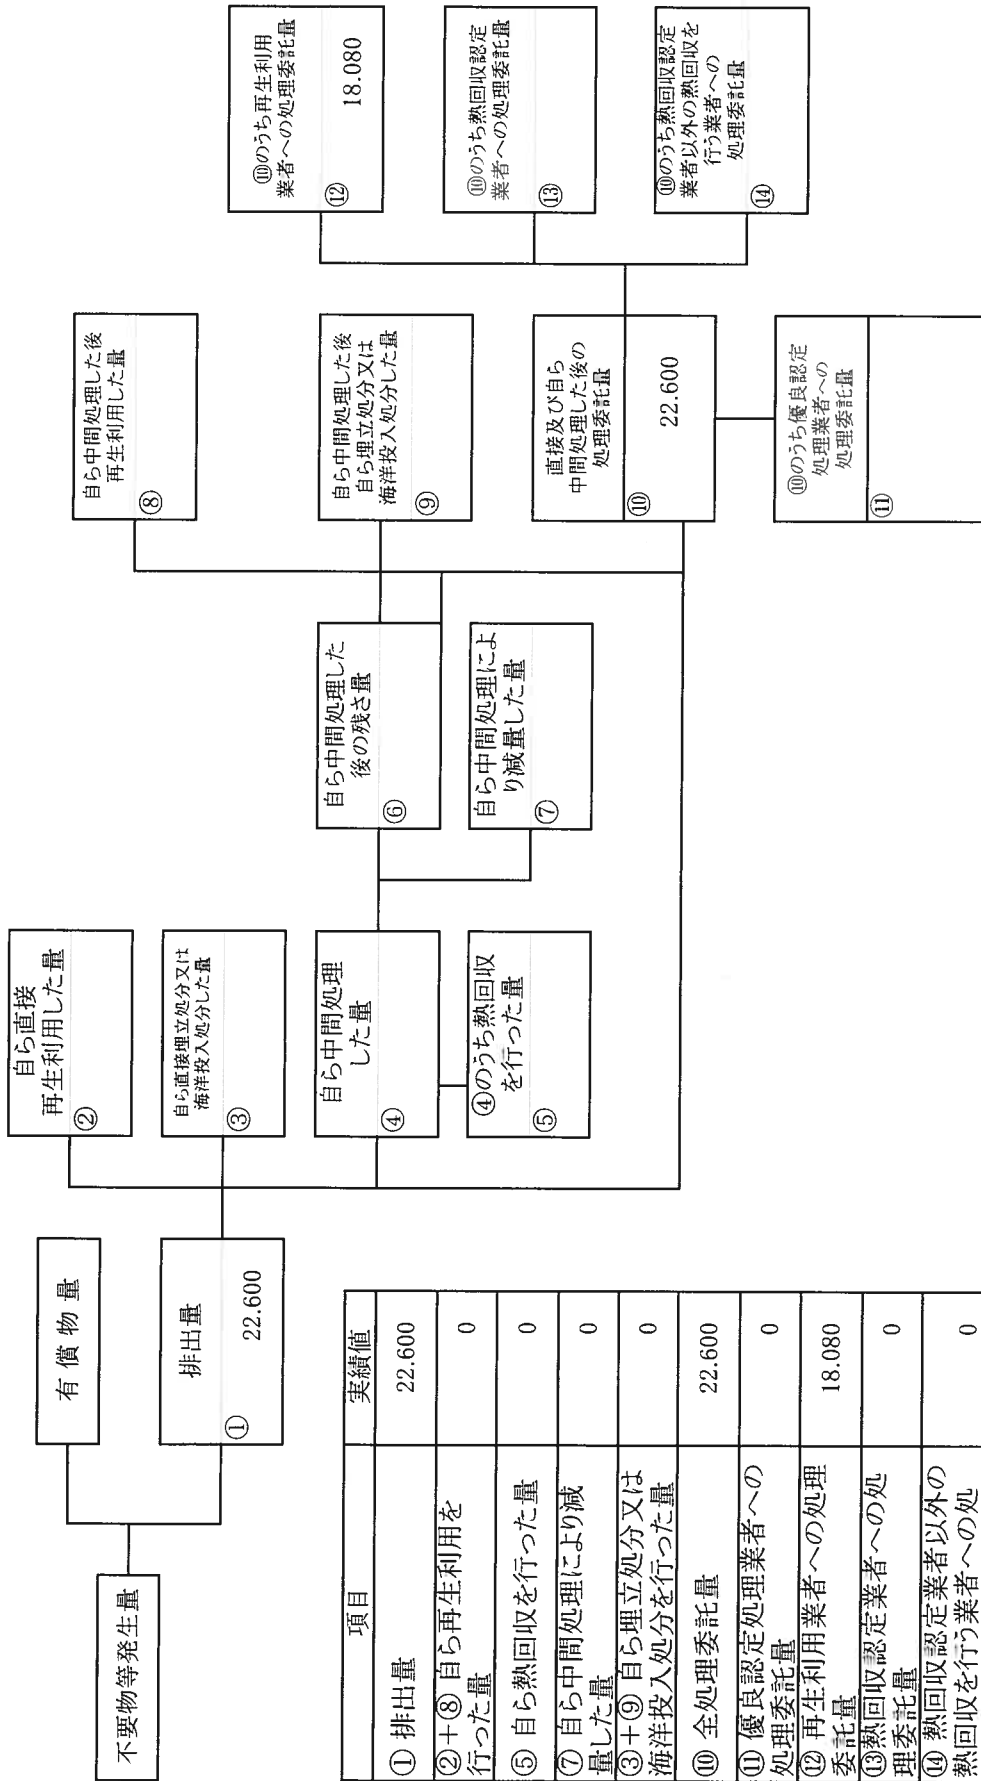 不要物等発生量
有償物量
排出量
①
22.600
自ら直接
再生利用した量
②
自ら直接埋立処分又は
海洋投入処分した量
③
自ら中間処理
した量
④
④のうち熱回収
を行った量
⑤
自ら中間処理した
後の残さ量
⑥
自ら中間処理によ
り減量した量
⑦
自ら中間処理した後
再生利用した量
⑧
自ら中間処理した後
自ら埋立処分又は
海洋投入処分した量
⑨
直接及び自ら
中間処理した後の
処理委託量
⑩
22.600
⑩のうち優良認定
処理業者への
処理委託量
⑪
⑩のうち再生利用
業者への処理委託量
⑫
18.080
⑩のうち熱回収認定
業者への処理委託量
⑬
⑩のうち熱回収認定
業者以外の熱回収を
行う業者への
処理委託量
⑭
項目 実績値
① 排出量 22.600
②+⑧ 自ら再生利用を
行った量 0
⑤ 自ら熱回収を行った量 0
⑦ 自ら中間処理により減
量した量 0
③+⑨ 自ら埋立処分又は
海洋投入処分を行った量 0
⑩ 全処理委託量 22.600
⑪ 優良認定処理業者への
処理委託量 0
⑫ 再生利用業者への処理
委託量 18.080
⑬熱回収認定業者への処
理委託量 0
⑭ 熱回収認定業者以外の
熱回収を行う業者への処 0